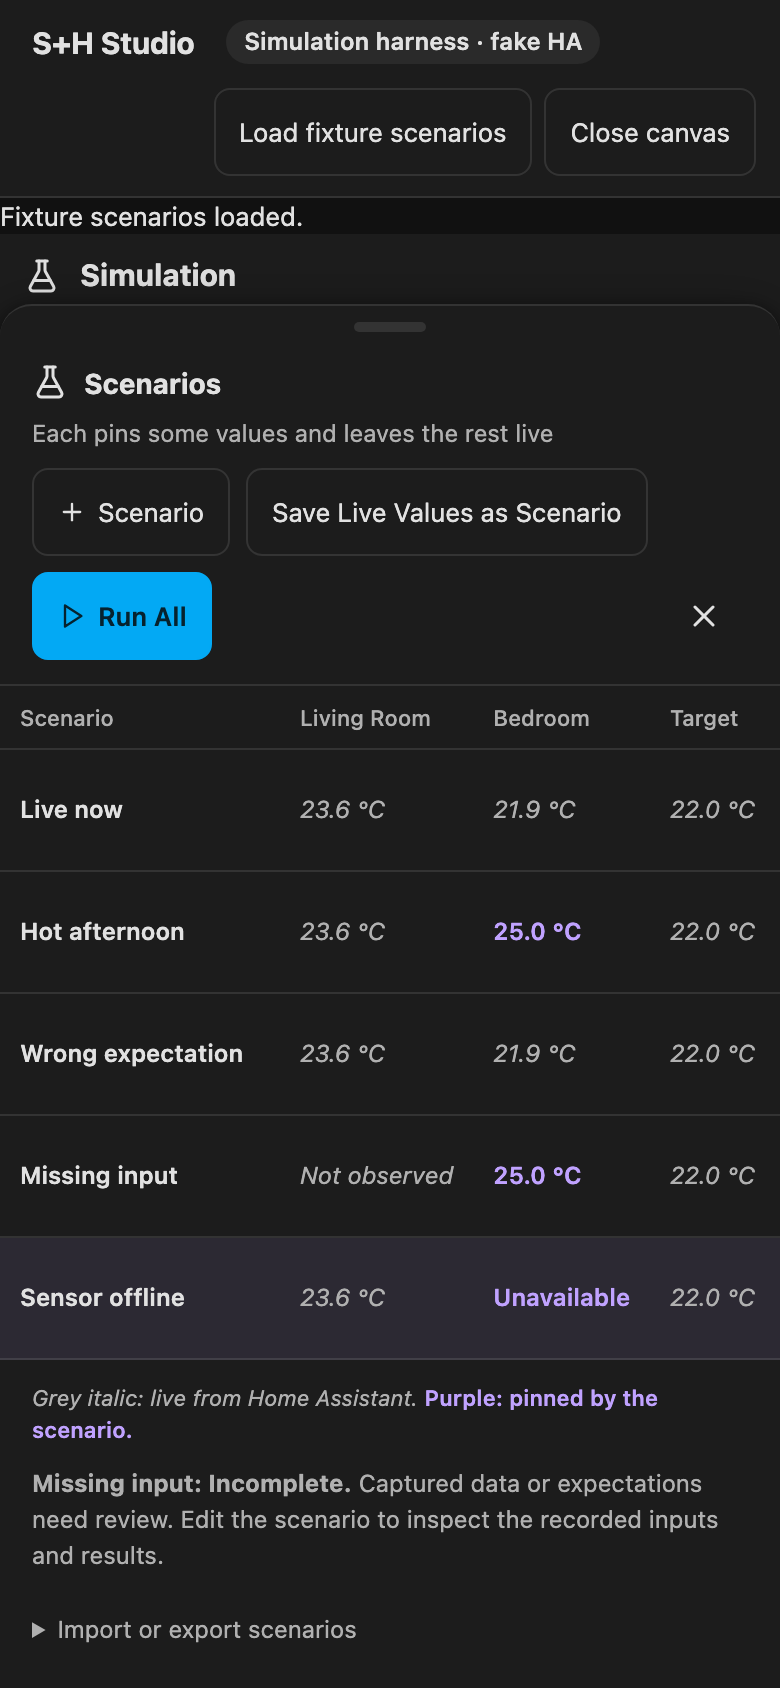 S+H Studio
Simulation harness · fake HA
Load fixture scenarios
Close canvas
Fixture scenarios loaded.
Simulation
Scenarios
Each pins some values and leaves the rest live
+ Scenario
Save Live Values as Scenario
Run All
Scenario Living Room Bedroom Target
Live now 23.6 °C 21.9 °C 22.0 °C
Hot afternoon 23.6 °C 25.0 °C 22.0 °C
Wrong expectation 23.6 °C 21.9 °C 22.0 °C
Missing input Not observed 25.0 °C 22.0 °C
Sensor offline 23.6 °C Unavailable 22.0 °C
Grey italic: live from Home Assistant. Purple: pinned by the
scenario.
Missing input: Incomplete. Captured data or expectations
need review. Edit the scenario to inspect the recorded inputs
and results.
Import or export scenarios